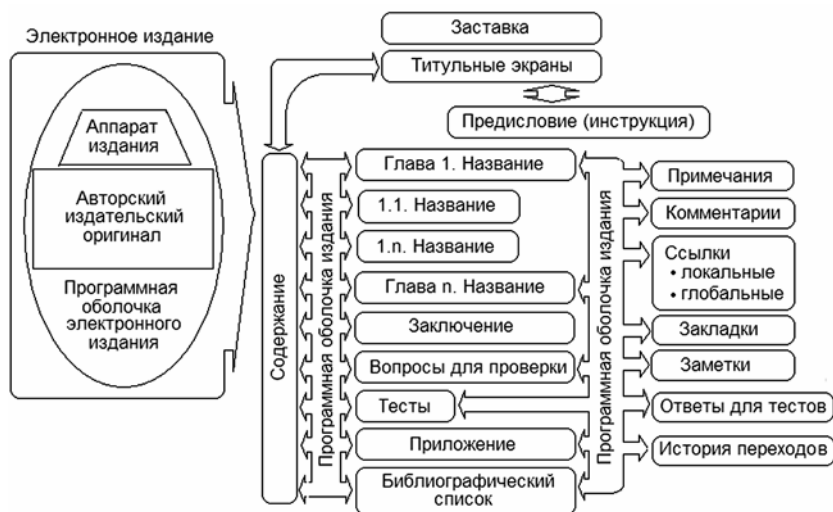 Электронное издание
Аппарат
издания
Авторский
издательский
оригинал
Программная
оболочка
электронного
издания
Заставка
Титульные экраны
Предисловие (инструкция)
Содержание
Программная оболочка издания
Глава 1. Название
1.1. Название
1.n. Название
Глава n. Название
Заключение
Вопросы для проверки
Тесты
Приложение
Библиографический
список
Программная оболочка издания
Примечания
Комментарии
Ссылки
• локальные
• глобальные
Закладки
Заметки
Ответы для тестов
История переходов